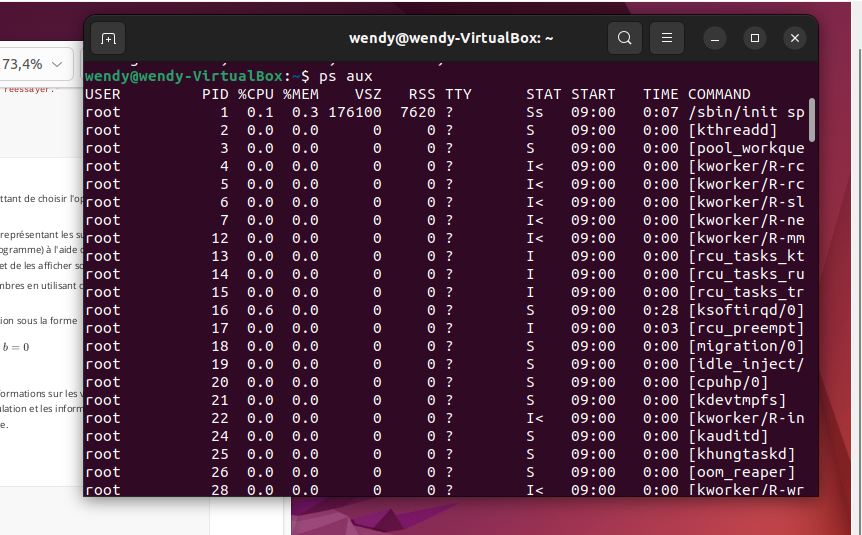 73,4%
réessayer."
ttant de choisir l'op
représentant les su
ogramme) à l'aide d
et de les afficher so
mbres en utilisant d
ion sous la forme
b = 0
formations sur les v
ulation et les inform
e.
wendy@wendy-VirtualBox: ~
wendy@wendy-VirtualBox:~$ ps aux
USER PID %CPU %MEM VSZ RSS TTY STAT START TIME COMMAND
root 1 0.1 0.3 176100 7620 ? Ss 09:00 0:07 /sbin/init sp
root 2 0.0 0.0 0 0 ? S 09:00 0:00 [kthreadd]
root 3 0.0 0.0 0 0 ? S 09:00 0:00 [pool_workque
root 4 0.0 0.0 0 0 ? I< 09:00 0:00 [kworker/R-rc
root 5 0.0 0.0 0 0 ? I< 09:00 0:00 [kworker/R-rc
root 6 0.0 0.0 0 0 ? I< 09:00 0:00 [kworker/R-sl
root 7 0.0 0.0 0 0 ? I< 09:00 0:00 [kworker/R-ne
root 12 0.0 0.0 0 0 ? I< 09:00 0:00 [kworker/R-mm
root 13 0.0 0.0 0 0 ? I 09:00 0:00 [rcu_tasks_kt
root 14 0.0 0.0 0 0 ? I 09:00 0:00 [rcu_tasks_ru
root 15 0.0 0.0 0 0 ? I 09:00 0:00 [rcu_tasks_tr
root 16 0.6 0.0 0 0 ? S 09:00 0:28 [ksoftirqd/0]
root 17 0.0 0.0 0 0 ? I 09:00 0:03 [rcu_preempt]
root 18 0.0 0.0 0 0 ? S 09:00 0:00 [migration/0]
root 19 0.0 0.0 0 0 ? S 09:00 0:00 [idle_inject/
root 20 0.0 0.0 0 0 ? S 09:00 0:00 [cpuhp/0]
root 21 0.0 0.0 0 0 ? S 09:00 0:00 [kdevtmpfs]
root 22 0.0 0.0 0 0 ? I< 09:00 0:00 [kworker/R-in
root 24 0.0 0.0 0 0 ? S 09:00 0:00 [kauditd]
root 25 0.0 0.0 0 0 ? S 09:00 0:00 [khungtaskd]
root 26 0.0 0.0 0 0 ? S 09:00 0:00 [oom_reaper]
root 28 0.0 0.0 0 0 ? I< 09:00 0:00 [kworker/R-wr